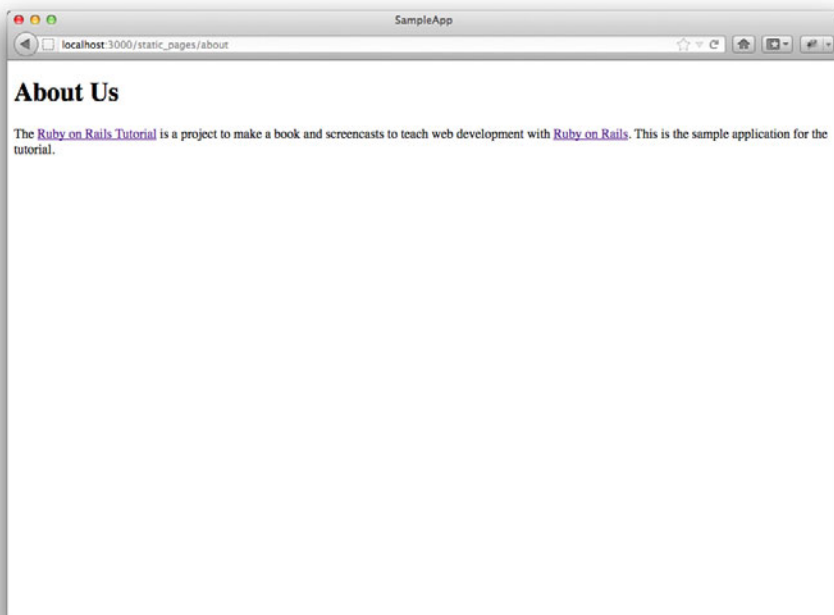 SampleApp
localhost:3000/static_pages/about
About Us
The Ruby on Rails Tutorial is a project to make a book and screencasts to teach web development with Ruby on Rails. This is the sample application for the
tutorial.